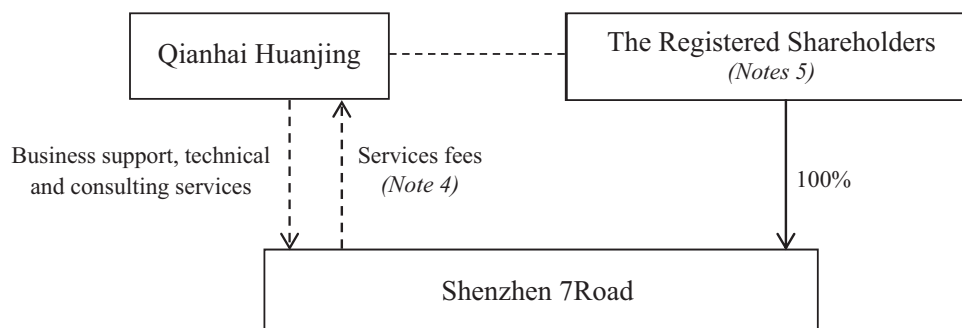 Qianhai Huanjing
The Registered Shareholders
(Notes 5)
Business support, technical
and consulting services
Services fees
(Note 4)
100%
Shenzhen 7Road